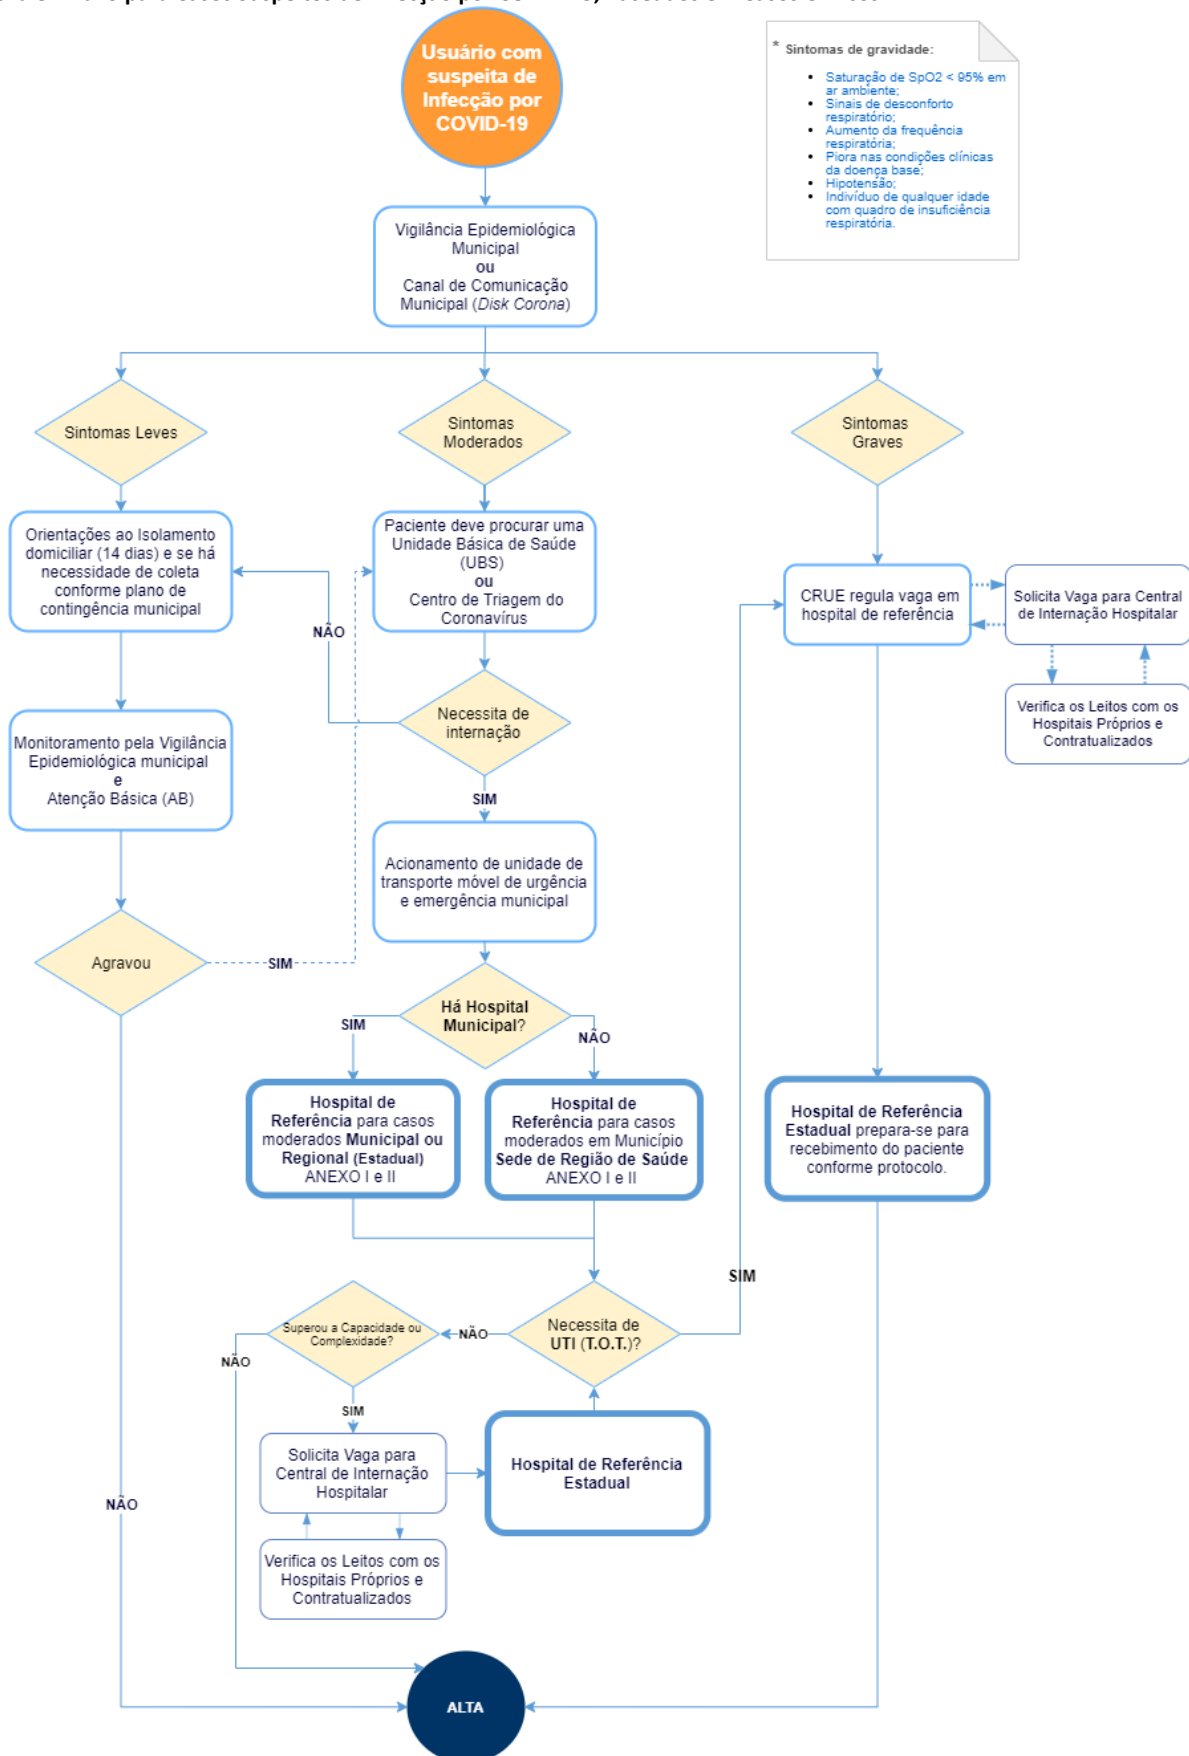 Usuário com
suspeita de
Infecção por
COVID-19
* Sintomas de gravidade:
Saturação de SpO2 < 95% em
ar ambiente;
Sinais de desconforto
respiratório;
Aumento da frequência
respiratória;
Piora nas condições clínicas
da doença base;
Hipotensão;
Indivíduo de qualquer idade
com quadro de insuficiência
respiratória.
Vigilância Epidemiológica
Municipal
ou
Canal de Comunicação
Municipal (Disk Corona)
Sintomas Leves
Sintomas
Moderados
Sintomas
Graves
Orientações ao Isolamento
domiciliar (14 dias) e se há
necessidade de coleta
conforme plano de
contingência municipal
Paciente deve procurar uma
Unidade Básica de Saúde
(UBS)
ou
Centro de Triagem do
Coronavírus
CRUE regula vaga em
hospital de referência
Solicita Vaga para Central
de Internação Hospitalar
NÃO
Verifica os Leitos com os
Hospitais Próprios e
Contratualizados
Necessita de
internação
Monitoramento pela Vigilância
Epidemiológica municipal
e
Atenção Básica (AB)
SIM
Acionamento de unidade de
transporte móvel de urgência
e emergência municipal
Agravou
SIM
Há Hospital
Municipal?
SIM
NÃO
Hospital de
Referência para casos
moderados Municipal ou
Regional (Estadual)
ANEXO I e II
Hospital de
Referência para casos
moderados em Município
Sede de Região de Saúde
ANEXO I e II
Hospital de Referência
Estadual prepara-se para
recebimento do paciente
conforme protocolo.
SIM
Superou a Capacidade ou
Complexidade?
NÃO
Necessita de
UTI (T.O.T.)?
NÃO
SIM
Solicita Vaga para
Central de Internação
Hospitalar
Hospital de Referência
Estadual
NÃO
Verifica os Leitos com os
Hospitais Próprios e
Contratualizados
ALTA